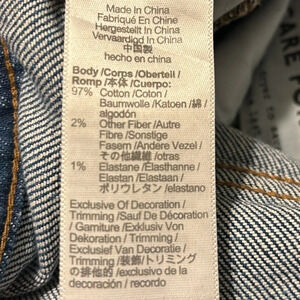 Made In China
Fabriqué En Chine
Hergestellt In China
Vervaardigd In China
中国製
hecho en china
Body /Corps /Oberteil /
Romp /本体 /Cuerpo:
97% Cotton /Coton /
Baumwolle /Katoen /綿 /
algodón
2% Other Fiber /Autre
Fibre /Sonstige
Fasern /Andere Vezel /
その他繊維 /otras
1% Elastane /Élasthanne /
Elastan /Elastaan /
ポリウレタン /elastano
Exclusive Of Decoration /
Trimming /Sauf De Décoration
/ Garniture /Exklusiv Von
Dekoration / Trimming /
Exclusief Van Decoratie /
Trimming /装飾/トリミング
の排他的 /exclusivo de la
decoración / recordo